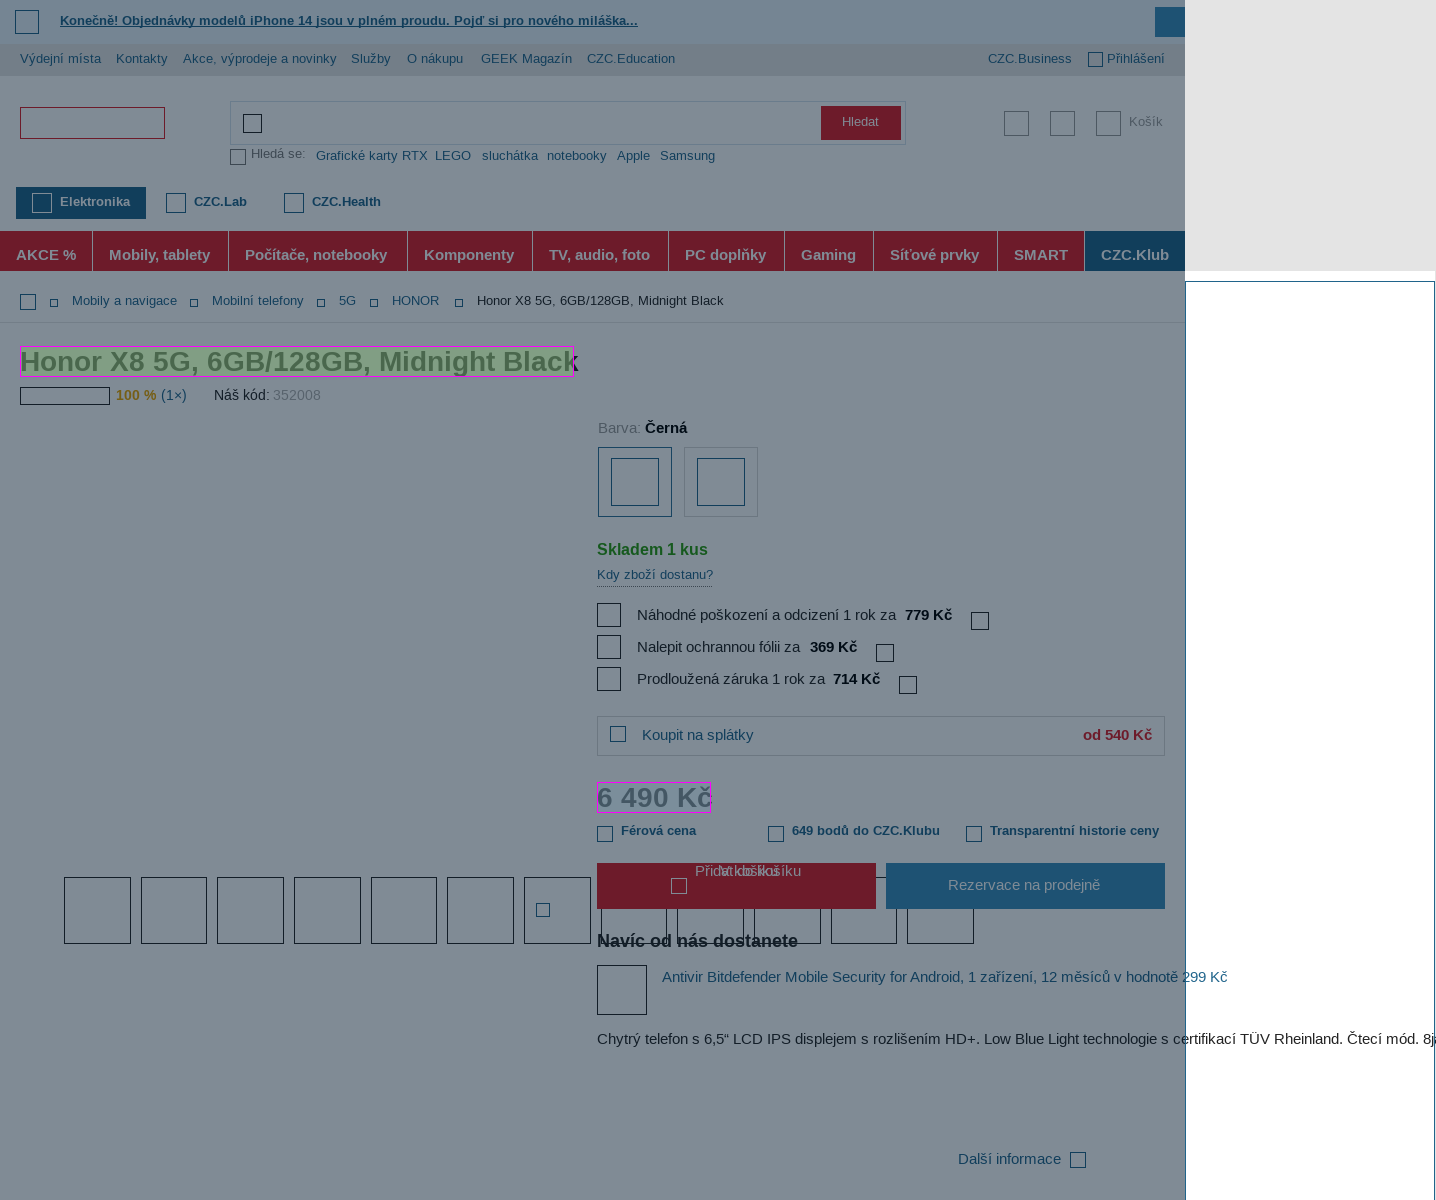 Konečně! Objednávky modelů iPhone 14 jsou v plném proudu. Pojď si pro nového miláška...
Výdejní místa Kontakty Akce, výprodeje a novinky Služby O nákupu GEEK Magazín CZC.Education CZC.Business Přihlášení
Hledat Košík
Hledá se: Grafické karty RTX LEGO sluchátka notebooky Apple Samsung
Elektronika CZC.Lab CZC.Health
AKCE % Mobily, tablety Počítače, notebooky Komponenty TV, audio, foto PC doplňky Gaming Síťové prvky SMART CZC.Klub
Mobily a navigace Mobilní telefony 5G HONOR Honor X8 5G, 6GB/128GB, Midnight Black
Honor X8 5G, 6GB/128GB, Midnight Black
100 % (1×) Náš kód: 352008
Barva: Černá
Skladem 1 kus
Kdy zboží dostanu?
Náhodné poškození a odcizení 1 rok za 779 Kč
Nalepit ochrannou fólii za 369 Kč
Prodloužená záruka 1 rok za 714 Kč
Koupit na splátky od 540 Kč
6 490 Kč
Férová cena 649 bodů do CZC.Klubu Transparentní historie ceny
Přidat do košíku V košíku
Rezervace na prodejně
Navíc od nás dostanete
Antivir Bitdefender Mobile Security for Android, 1 zařízení, 12 měsíců v hodnotě 299 Kč
Chytrý telefon s 6,5“ LCD IPS displejem s rozlišením HD+. Low Blue Light technologie s certifikací TÜV Rheinland. Čtecí mód.
Další informace